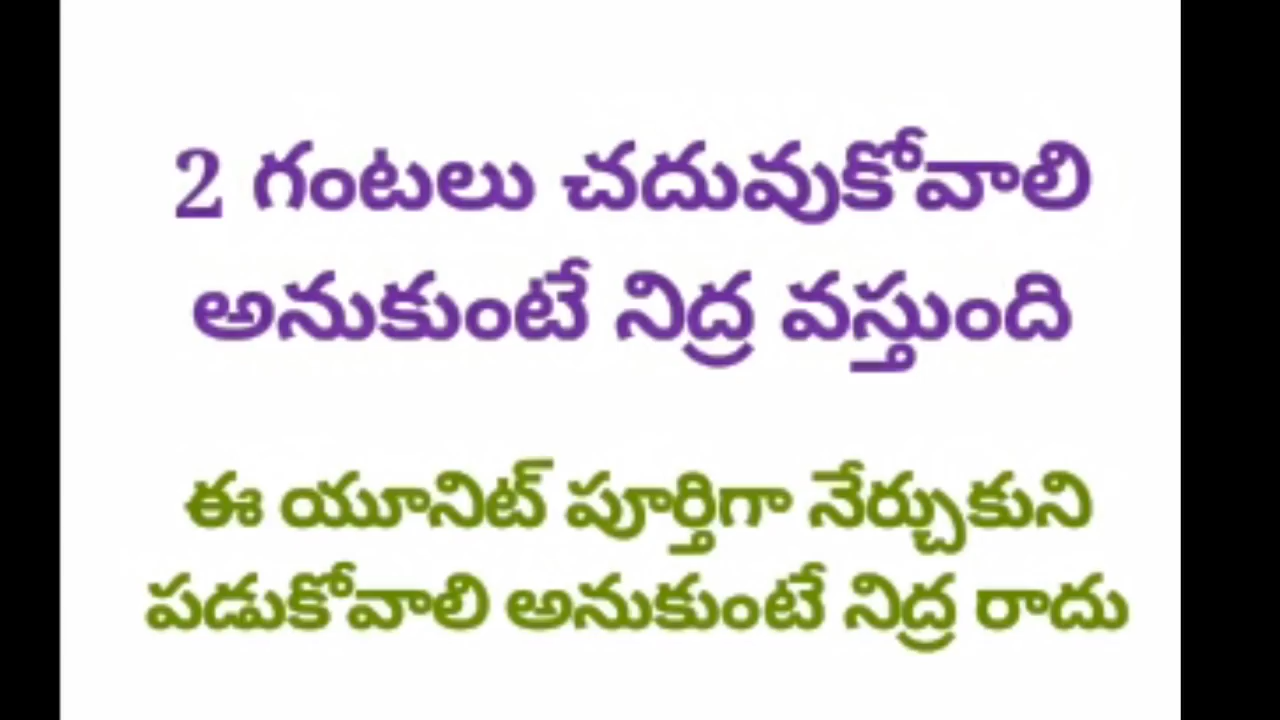 2 గంటలు చదువుకోవాలి
అనుకుంటే నిద్ర వస్తుంది
ఈ యూనిట్ పూర్తిగా నేర్చుకుని
పడుకోవాలి అనుకుంటే నిద్ర రాదు